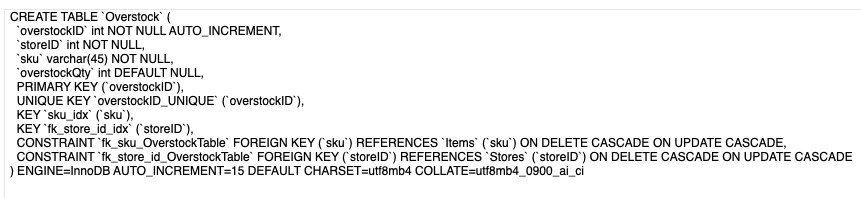 CREATE TABLE `Overstock` (
`overstockID` int NOT NULL AUTO_INCREMENT,
`storeID` int NOT NULL,
`sku` varchar(45) NOT NULL,
`overstockQty` int DEFAULT NULL,
PRIMARY KEY (`overstockID`),
UNIQUE KEY `overstockID_UNIQUE` (`overstockID`),
KEY `sku_idx` (`sku`),
KEY `fk_store_id_idx` (`storeID`),
CONSTRAINT `fk_sku_OverstockTable` FOREIGN KEY (`sku`) REFERENCES `Items` (`sku`) ON DELETE CASCADE ON UPDATE CASCADE,
CONSTRAINT `fk_store_id_OverstockTable` FOREIGN KEY (`storeID`) REFERENCES `Stores` (`storeID`) ON DELETE CASCADE ON UPDATE CASCADE
) ENGINE=InnoDB AUTO_INCREMENT=15 DEFAULT CHARSET=utf8mb4 COLLATE=utf8mb4_0900_ai_ci